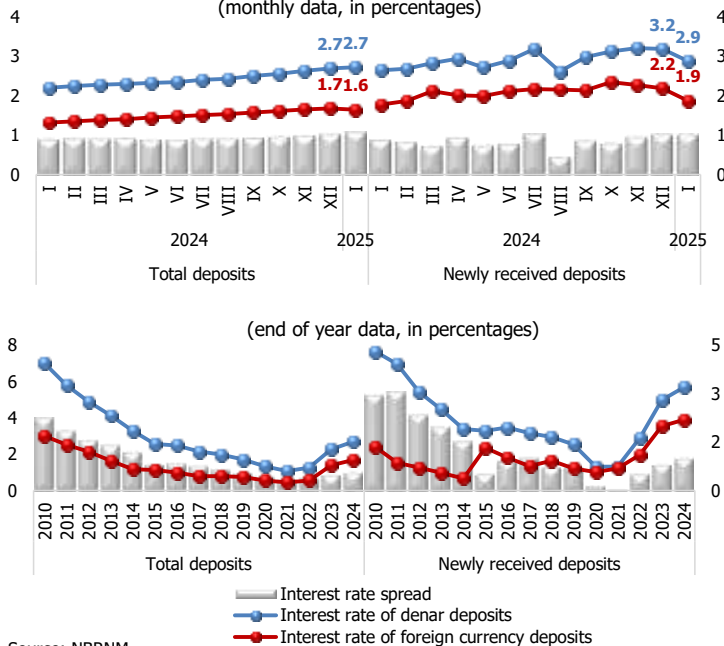 (monthly data, in percentages)
4
3
2
1
0
4
3
2
1
0
2.7 2.7
1.7 1.6
3.2 2.9
2.2 1.9
I II III IV V VI VII VIII IX X XI XII I I II III IV V VI VII VIII IX X XI XII I
2024 2025 2024 2025
Total deposits Newly received deposits
(end of year data, in percentages)
8
6
4
2
0
5
3
2
0
2010 2011 2012 2013 2014 2015 2016 2017 2018 2019 2020 2021 2022 2023 2024 2010 2011 2012 2013 2014 2015 2016 2017 2018 2019 2020 2021 2022 2023 2024
Total deposits Newly received deposits
Interest rate spread
Interest rate of denar deposits
Interest rate of foreign currency deposits